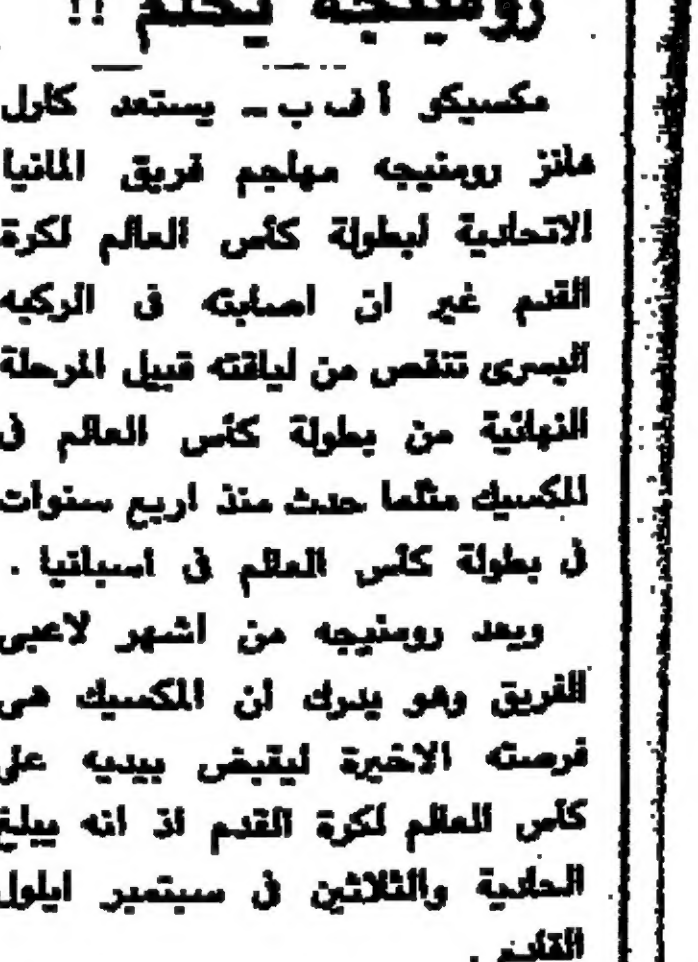 رومنيجه يحلم !!
مكسيكو أ ف ب ـ يستعد كارل
هانز رومنيجه مهاجم فريق المانيا
الاتحادية لبطولة كأس العالم لكرة
القدم غير ان اصابته فى الركبه
اليسرى تنقص من لياقته قبيل المرحلة
النهائية من بطولة كأس العالم فى
المكسيك مثلما حدث منذ اربع سنوات
فى بطولة كأس العالم فى اسبانيا .
ويعد رومنيجه من اشهر لاعبى
الفريق وهو يدرك ان المكسيك هى
فرصته الاخيرة ليقبض بيديه على
كأس العالم لكرة القدم اذ انه يبلغ
الحادية والثلاثين فى سبتمبر ايلول
القادم .